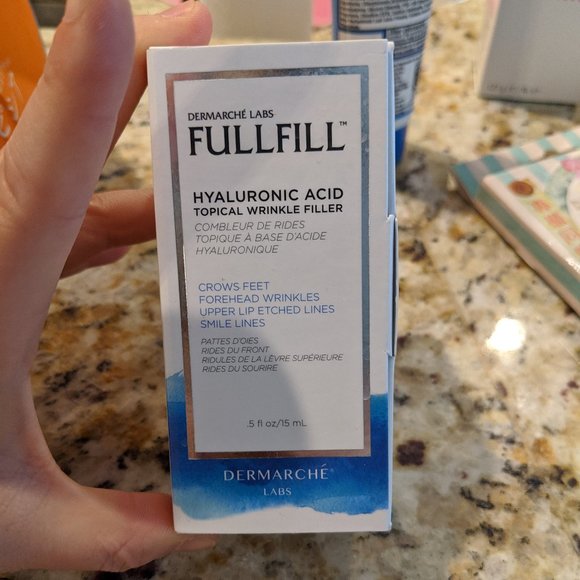 DERMARCHÉ LABS
FULLFILL™
HYALURONIC ACID
TOPICAL WRINKLE FILLER
COMBLEUR DE RIDES
TOPIQUE À BASE D'ACIDE
HYALURONIQUE
CROWS FEET
FOREHEAD WRINKLES
UPPER LIP ETCHED LINES
SMILE LINES
PATTES D'OIES
RIDES DU FRONT
RIDULES DE LA LÈVRE SUPÉRIEURE
RIDES DU SOURIRE
.5 fl oz/15 mL
DERMARCHÉ
LABS